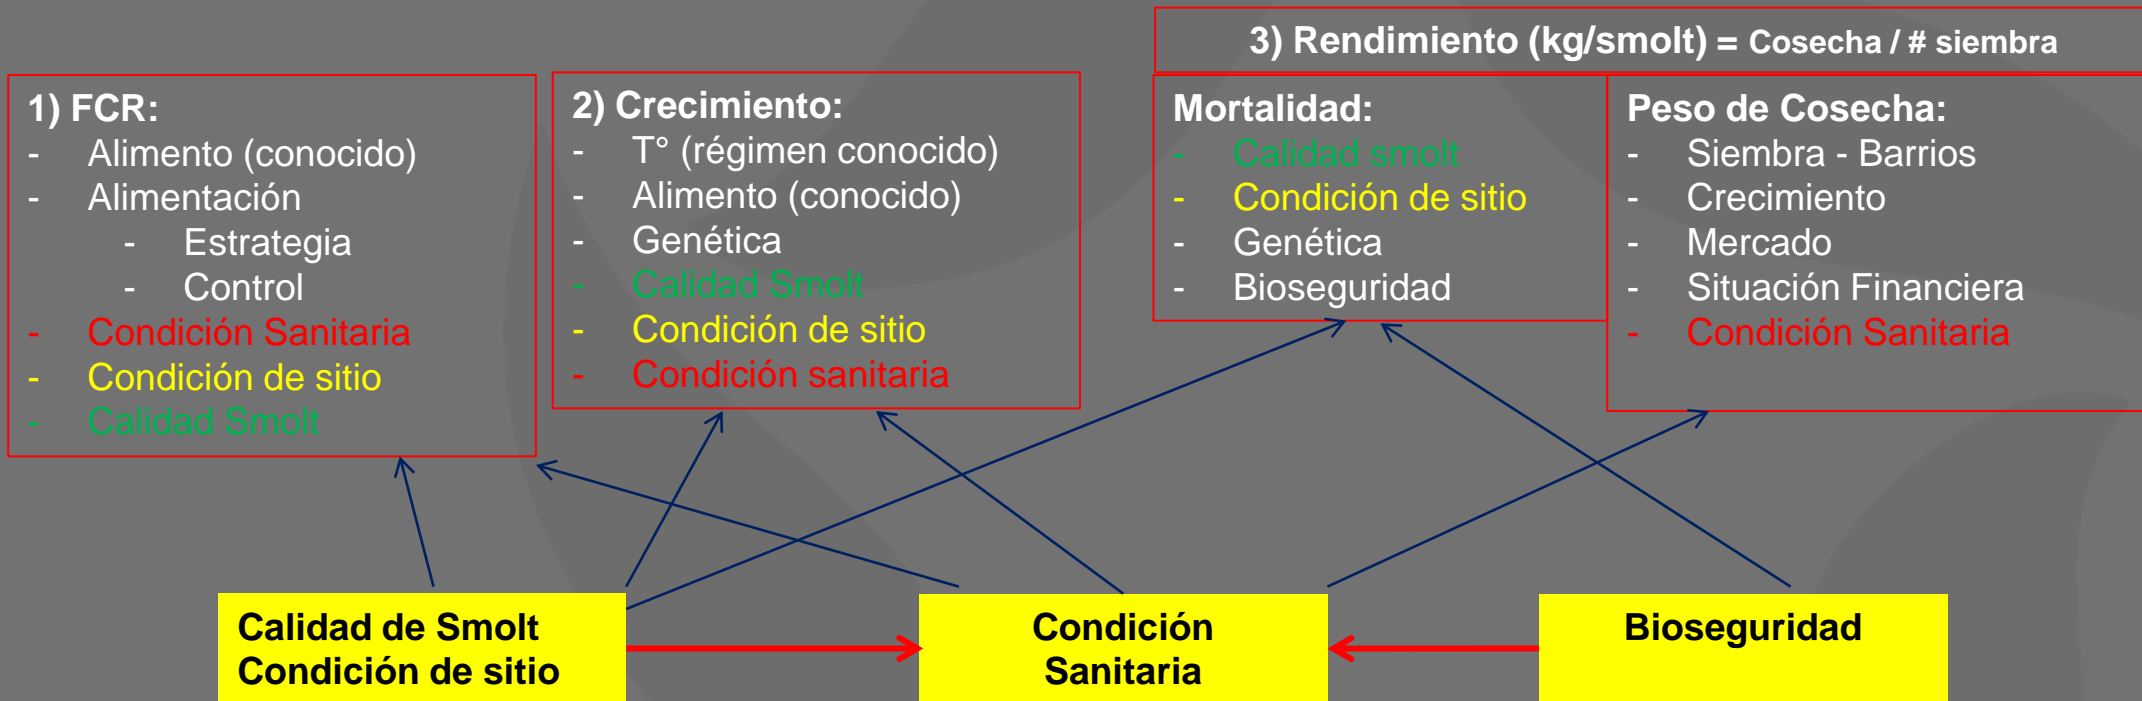 3) Rendimiento (kg/smolt) = Cosecha / # siembra
1) FCR:
- Alimento (conocido)
- Alimentación
- Estrategia
- Control
- Condición Sanitaria
- Condición de sitio
- Calidad Smolt
2) Crecimiento:
- T° (régimen conocido)
- Alimento (conocido)
- Genética
- Calidad Smolt
- Condición de sitio
- Condición sanitaria
Mortalidad:
- Calidad smolt
- Condición de sitio
- Genética
- Bioseguridad
Peso de Cosecha:
- Siembra - Barrios
- Crecimiento
- Mercado
- Situación Financiera
- Condición Sanitaria
Calidad de Smolt
Condición de sitio
Condición
Sanitaria
Bioseguridad